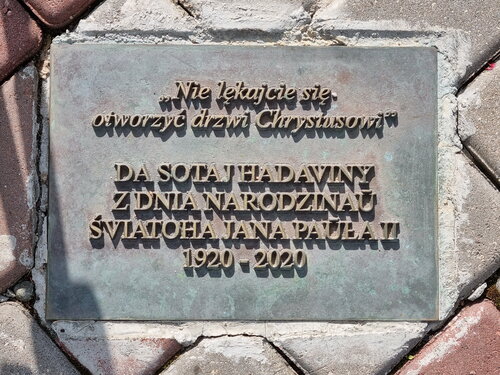 „Nie lękajcie się
otworzyć drzwi Chrystusowi”
DA SOTAJ HADAVINY
Z DNIA NARODZINAŬ
ŚVIATOHA JANA PAŬŁA II
1920 - 2020